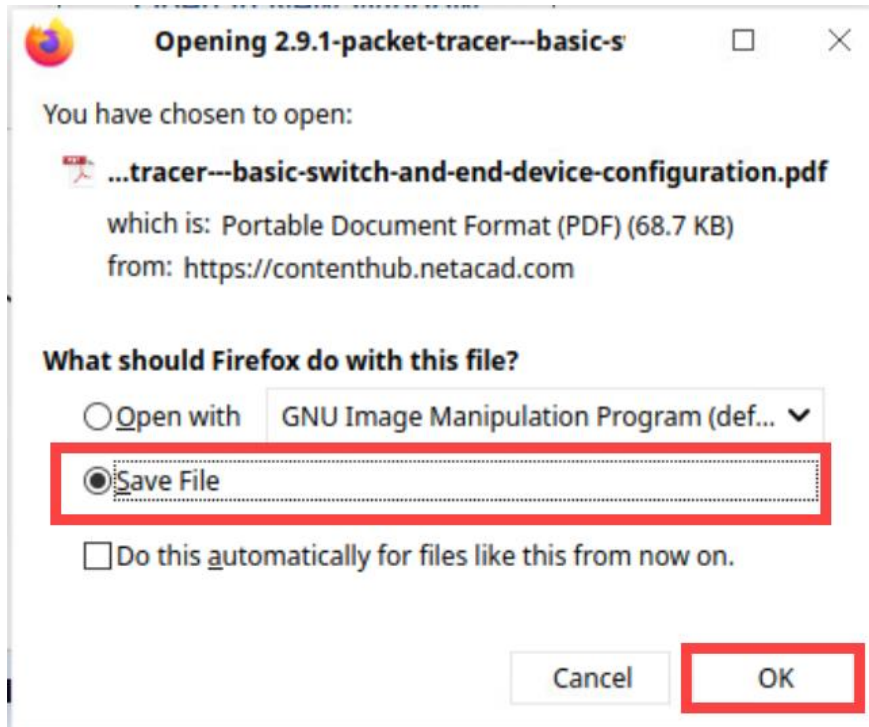 Opening 2.9.1-packet-tracer---basic-s
You have chosen to open:
...tracer---basic-switch-and-end-device-configuration.pdf
which is: Portable Document Format (PDF) (68.7 KB)
from: https://contenthub.netacad.com
What should Firefox do with this file?
Open with GNU Image Manipulation Program (def...
Save File
Do this automatically for files like this from now on.
Cancel OK